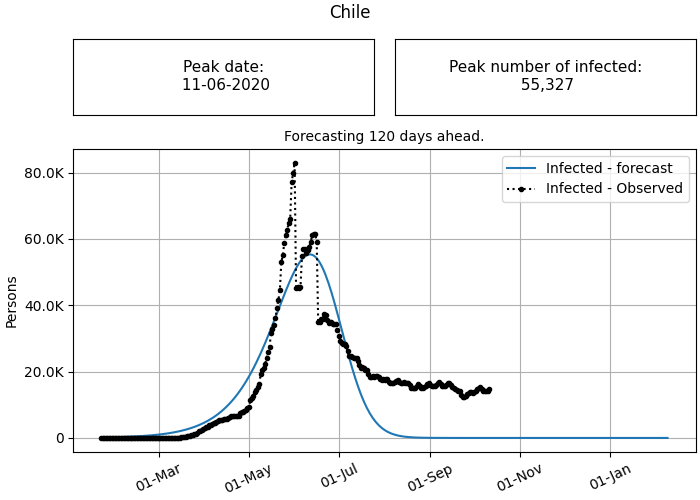 Chile
Peak date:
11-06-2020
Peak number of infected:
55,327
Forecasting 120 days ahead.
Infected - forecast
Infected - Observed
80.0K
60.0K
40.0K
20.0K
0
Persons
01-Mar
01-May
01-Jul
01-Sep
01-Nov
01-Jan